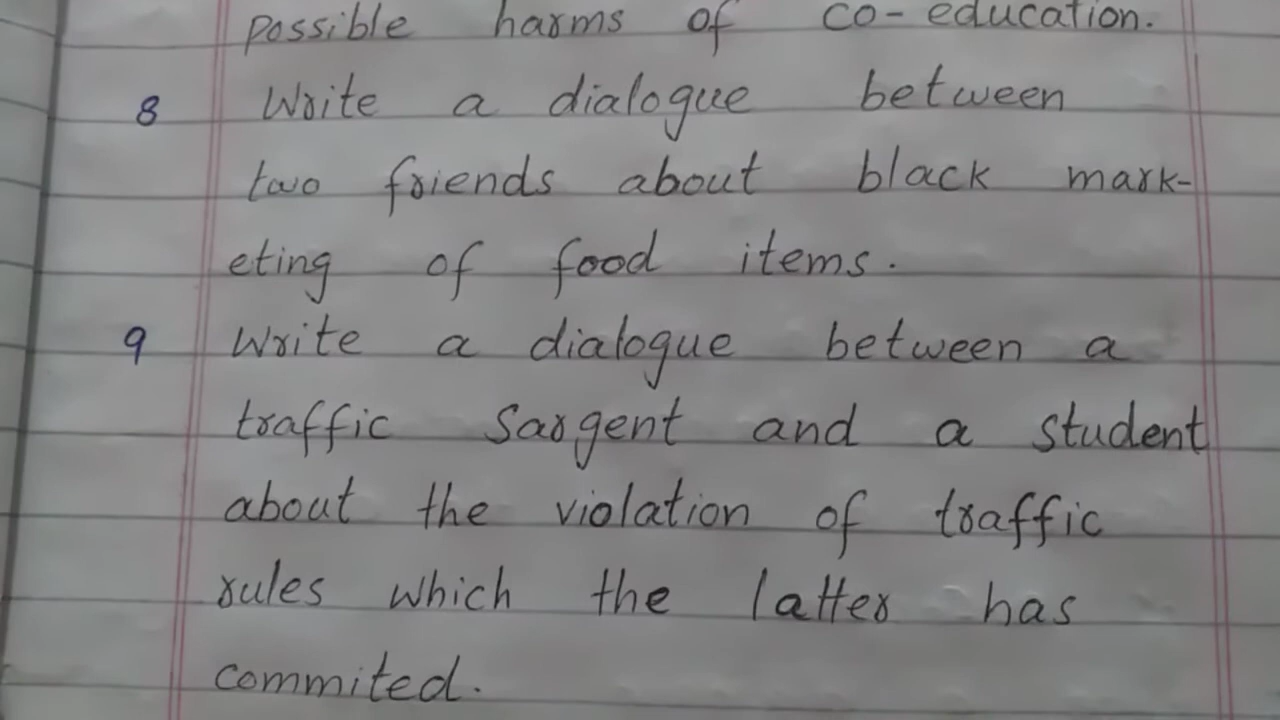 possible harms of co-education.
8 Write a dialogue between
two friends about black mark-
eting of food items.
9 Write a dialogue between a
traffic Sargent and a student
about the violation of traffic
rules which the latter has
commited.